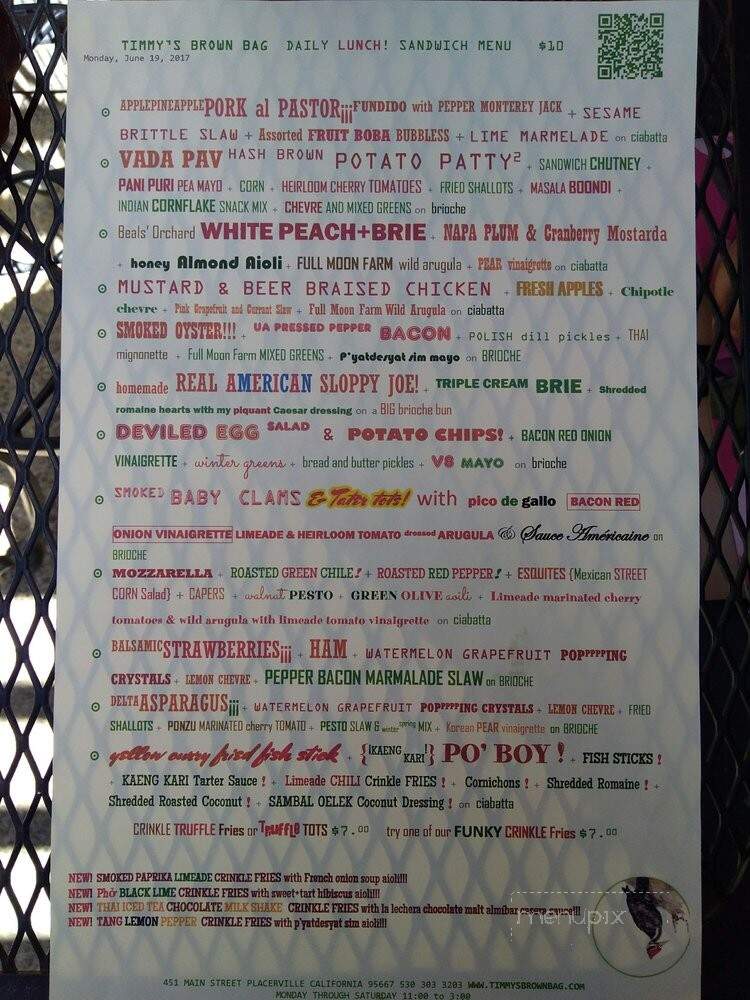 TIMMY'S BROWN BAG DAILY LUNCH! SANDWICH MENU $10
Monday, June 19, 2017
APPLEPINEAPPLE PORK al PASTOR¡¡¡ FUNDIDO with PEPPER MONTEREY JACK + SESAME
BRITTLE SLAW + Assorted FRUIT BOBA BUBBLESS + LIME MARMELADE on ciabatta
VADA PAV HASH BROWN POTATO PATTY² + SANDWICH CHUTNEY +
PANI PURI PEA MAYO + CORN + HEIRLOOM CHERRY TOMATOES + FRIED SHALLOTS + MASALA BOONDI +
INDIAN CORNFLAKE SNACK MIX + CHEVRE AND MIXED GREENS on brioche
Beals' Orchard WHITE PEACH+BRIE + NAPA PLUM & Cranberry Mostarda
+ honey Almond Aioli + FULL MOON FARM wild arugula + PEAR vinaigrette on ciabatta
MUSTARD & BEER BRAISED CHICKEN + FRESH APPLES + Chipotle
chevre + Pink Grapefruit and Currant Slaw + Full Moon Farm Wild Arugula on ciabatta
SMOKED OYSTER!!! + UA PRESSED PEPPER BACON + POLISH dill pickles + THAI
mignonette + Full Moon Farm MIXED GREENS + P'yatdesyat sim mayo on BRIOCHE
homemade REAL AMERICAN SLOPPY JOE! + TRIPLE CREAM BRIE + Shredded
romaine hearts with my piquant Caesar dressing on a BIG brioche bun
DEVILED EGG SALAD & POTATO CHIPS! + BACON RED ONION
VINAIGRETTE + winter greens + bread and butter pickles + V8 MAYO on brioche
SMOKED BABY CLAMS & Tater tots! with pico de gallo BACON RED
ONION VINAIGRETTE LIMEADE & HEIRLOOM TOMATO dressed ARUGULA & Sauce Américaine on
BRIOCHE
MOZZARELLA + ROASTED GREEN CHILE! + ROASTED RED PEPPER! + ESQUITES {Mexican STREET
CORN Salad} + CAPERS + walnut PESTO + GREEN OLIVE aoili + Limeade marinated cherry
tomatoes & wild arugula with limeade tomato vinaigrette on ciabatta
BALSAMIC STRAWBERRIES¡¡¡ + HAM + WATERMELON GRAPEFRUIT POPPPPPING
CRYSTALS + LEMON CHEVRE + PEPPER BACON MARMALADE SLAW on BRIOCHE
DELTA ASPARAGUS¡¡¡ + WATERMELON GRAPEFRUIT POPPPPPING CRYSTALS + LEMON CHEVRE + FRIED
SHALLOTS + PONZU MARINATED cherry TOMATO + PESTO SLAW & winter spring MIX + Korean PEAR vinaigrette on BRIOCHE
yellow curry fried fish stick + {¡KAENG KARI!} PO' BOY! + FISH STICKS !
+ KAENG KARI Tarter Sauce ! + Limeade CHILI Crinkle FRIES ! + Cornichons ! + Shredded Romaine ! +
Shredded Roasted Coconut ! + SAMBAL OELEK Coconut Dressing ! on ciabatta
CRINKLE TRUFFLE Fries or Truffle TOTS $7.00 try one of our FUNKY CRINKLE Fries $7.00
NEW! SMOKED PAPRIKA LIMEADE CRINKLE FRIES with French onion soup aioli!!!
NEW! Phở BLACK LIME CRINKLE FRIES with sweet+tart hibiscus aioli!!!
NEW! THAI ICED TEA CHOCOLATE MILK SHAKE CRINKLE FRIES with la lechera chocolate malt almíbar sauce!!!
NEW! TANG LEMON PEPPER CRINKLE FRIES with p'yatdesyat sim aioli!!!
menupix
451 MAIN STREET PLACERVILLE CALIFORNIA 95667 530 303 3203 WWW.TIMMYSBROWNBAG.COM
MONDAY THROUGH SATURDAY 11:00 to 3:00